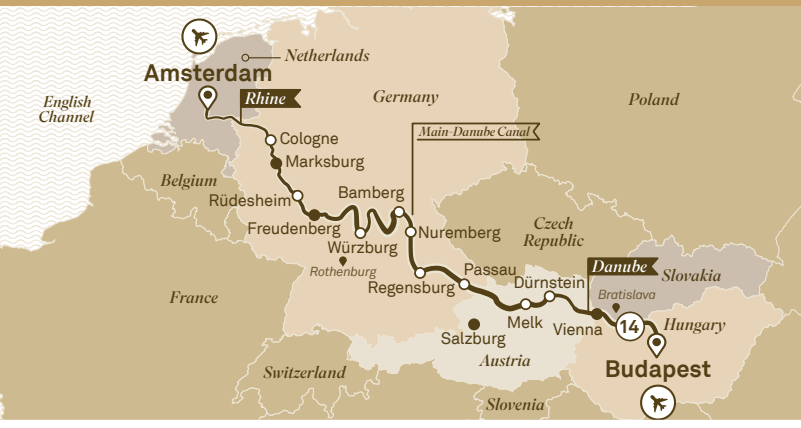 Netherlands
Amsterdam
English
Channel
Rhine
Germany
Poland
Main-Danube Canal
Cologne
Marksburg
Belgium
Rüdesheim
Bamberg
Freudenberg
Würzburg
Nuremberg
Czech
Republic
Rothenburg
Regensburg
Passau
Dürnstein
Danube
Slovakia
Bratislava
France
Salzburg
Melk
Vienna
14
Hungary
Austria
Budapest
Switzerland
Slovenia